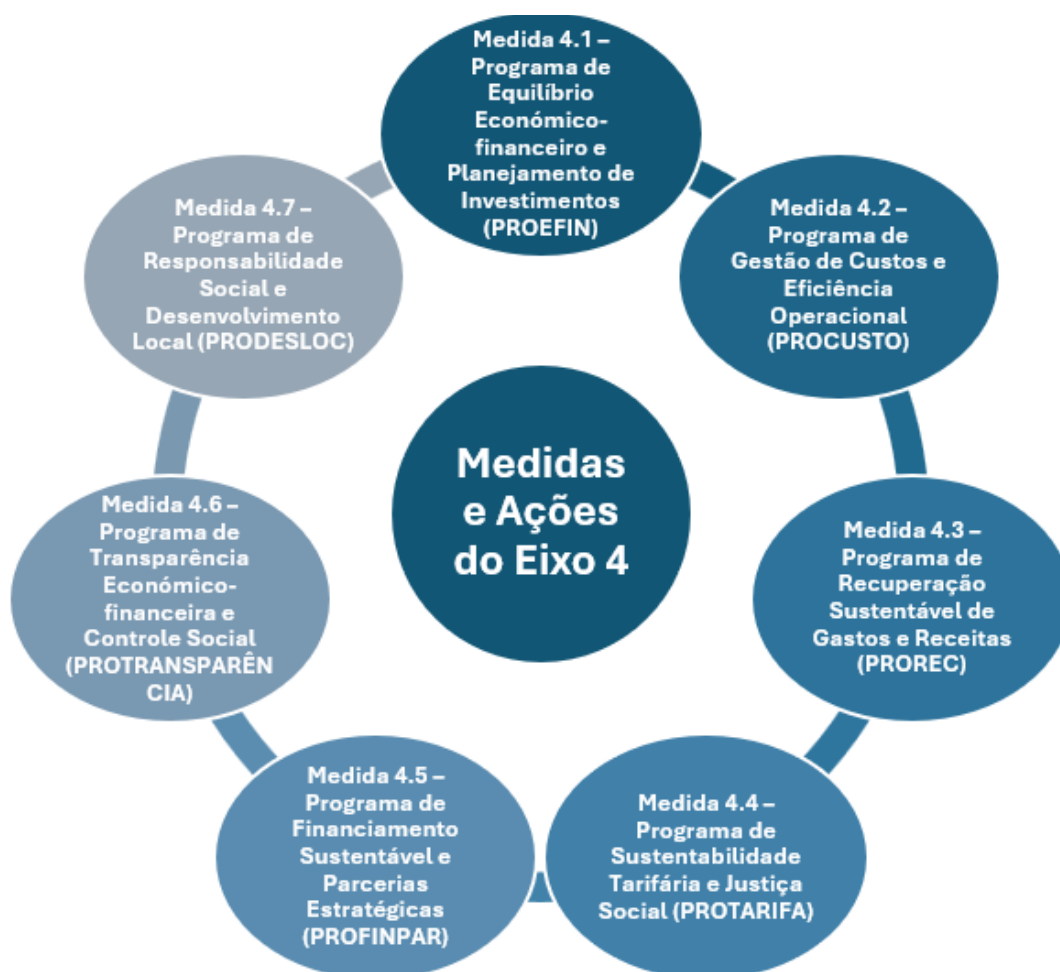 Medida 4.1 –
Programa de
Equilíbrio
Económico-
financeiro e
Planejamento de
Investimentos
(PROEFIN)
Medida 4.2 –
Programa de
Gestão de Custos e
Eficiência
Operacional
(PROCUSTO)
Medida 4.3 –
Programa de
Recuperação
Sustentável de
Gastos e Receitas
(PROREC)
Medida 4.4 –
Programa de
Sustentabilidade
Tarifária e Justiça
Social (PROTARIFA)
Medida 4.5 –
Programa de
Financiamento
Sustentável e
Parcerias
Estratégicas
(PROFINPAR)
Medida 4.6 –
Programa de
Transparência
Económico-
financeira e
Controle Social
(PROTRANSPARÊN
CIA)
Medida 4.7 –
Programa de
Responsabilidade
Social e
Desenvolvimento
Local (PRODESLOC)
Medidas
e Ações
do Eixo 4